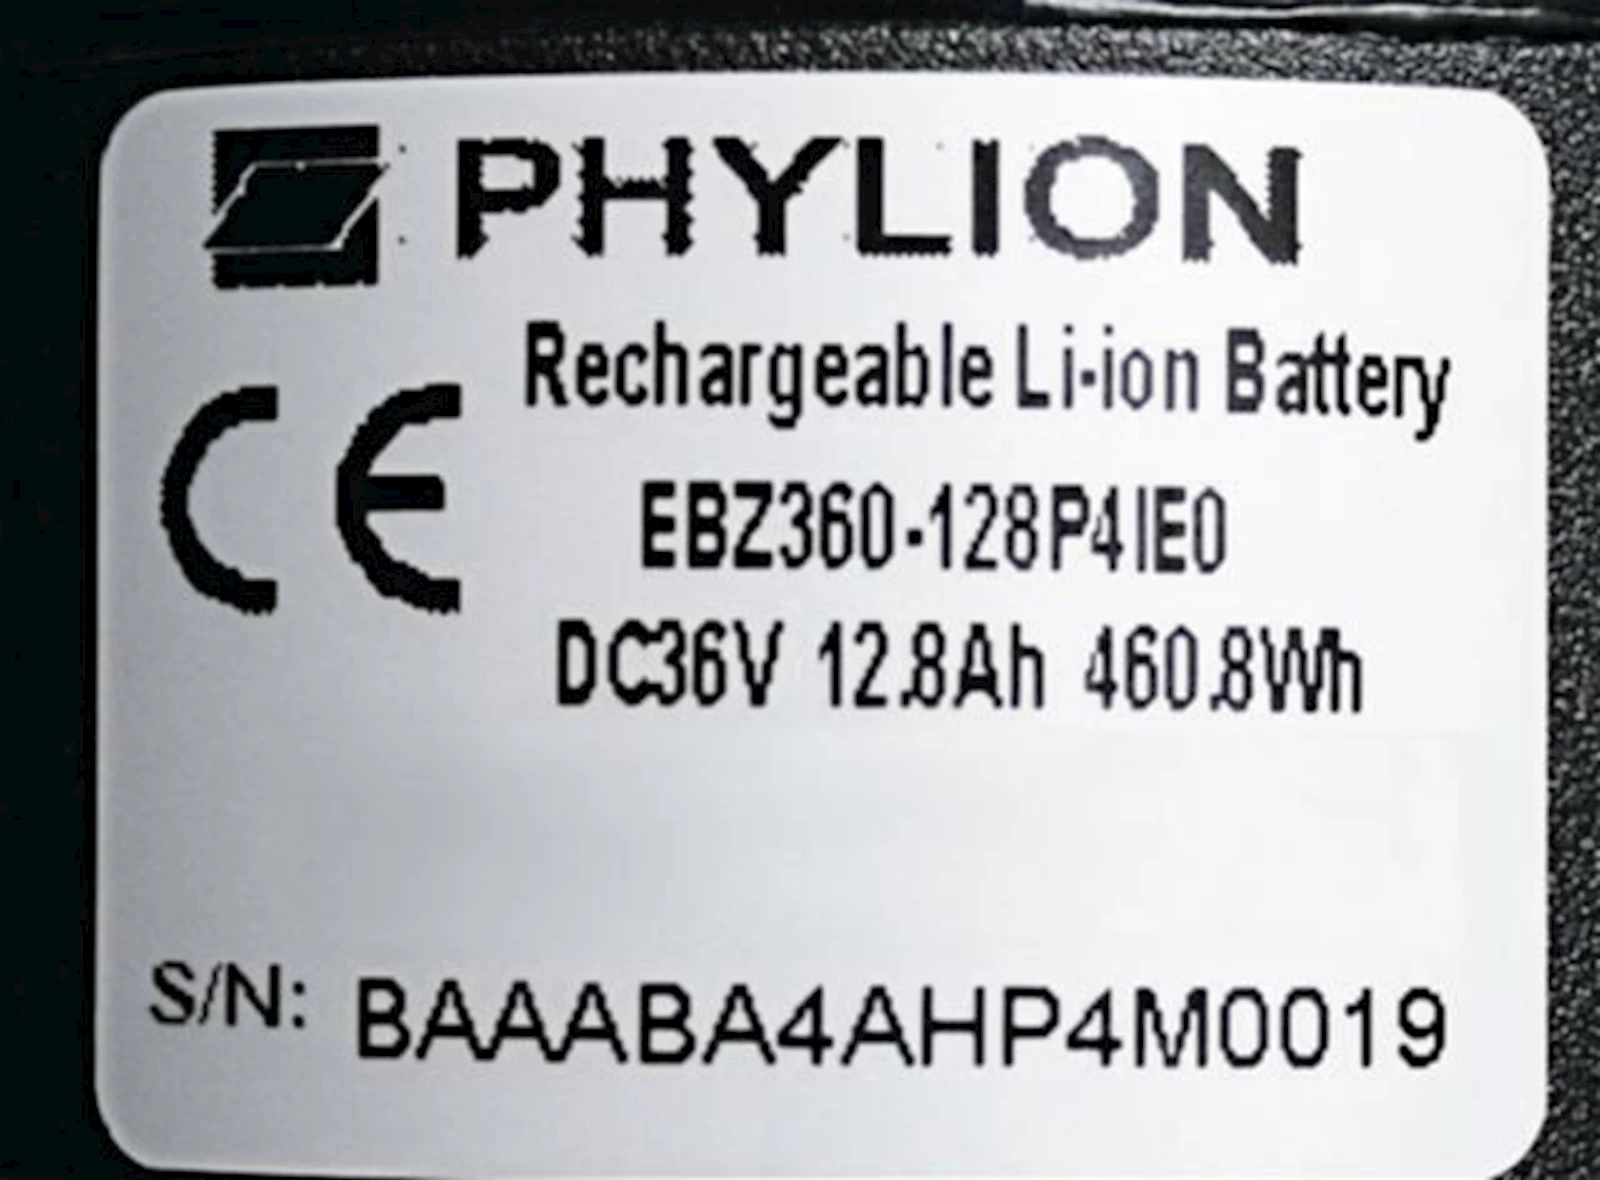 PHYLION
Rechargeable Li-ion Battery
CE
EBZ360-128P4IE0
DC36V 12.8Ah 460.8Wh
S/N: BAAABA4AHP4M0019